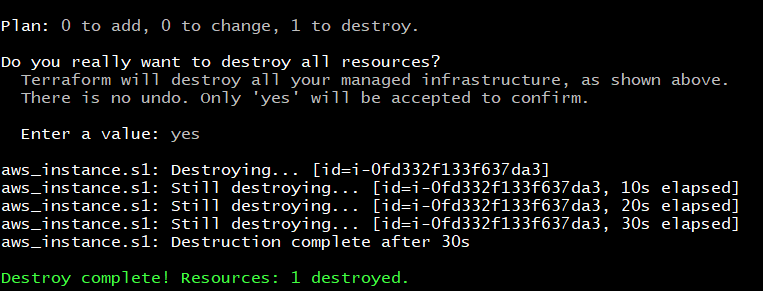 Plan: 0 to add, 0 to change, 1 to destroy.
Do you really want to destroy all resources?
Terraform will destroy all your managed infrastructure, as shown above.
There is no undo. Only 'yes' will be accepted to confirm.
Enter a value: yes
aws_instance.s1: Destroying... [id=i-0fd332f133f637da3]
aws_instance.s1: Still destroying... [id=i-0fd332f133f637da3, 10s elapsed]
aws_instance.s1: Still destroying... [id=i-0fd332f133f637da3, 20s elapsed]
aws_instance.s1: Still destroying... [id=i-0fd332f133f637da3, 30s elapsed]
aws_instance.s1: Destruction complete after 30s
Destroy complete! Resources: 1 destroyed.